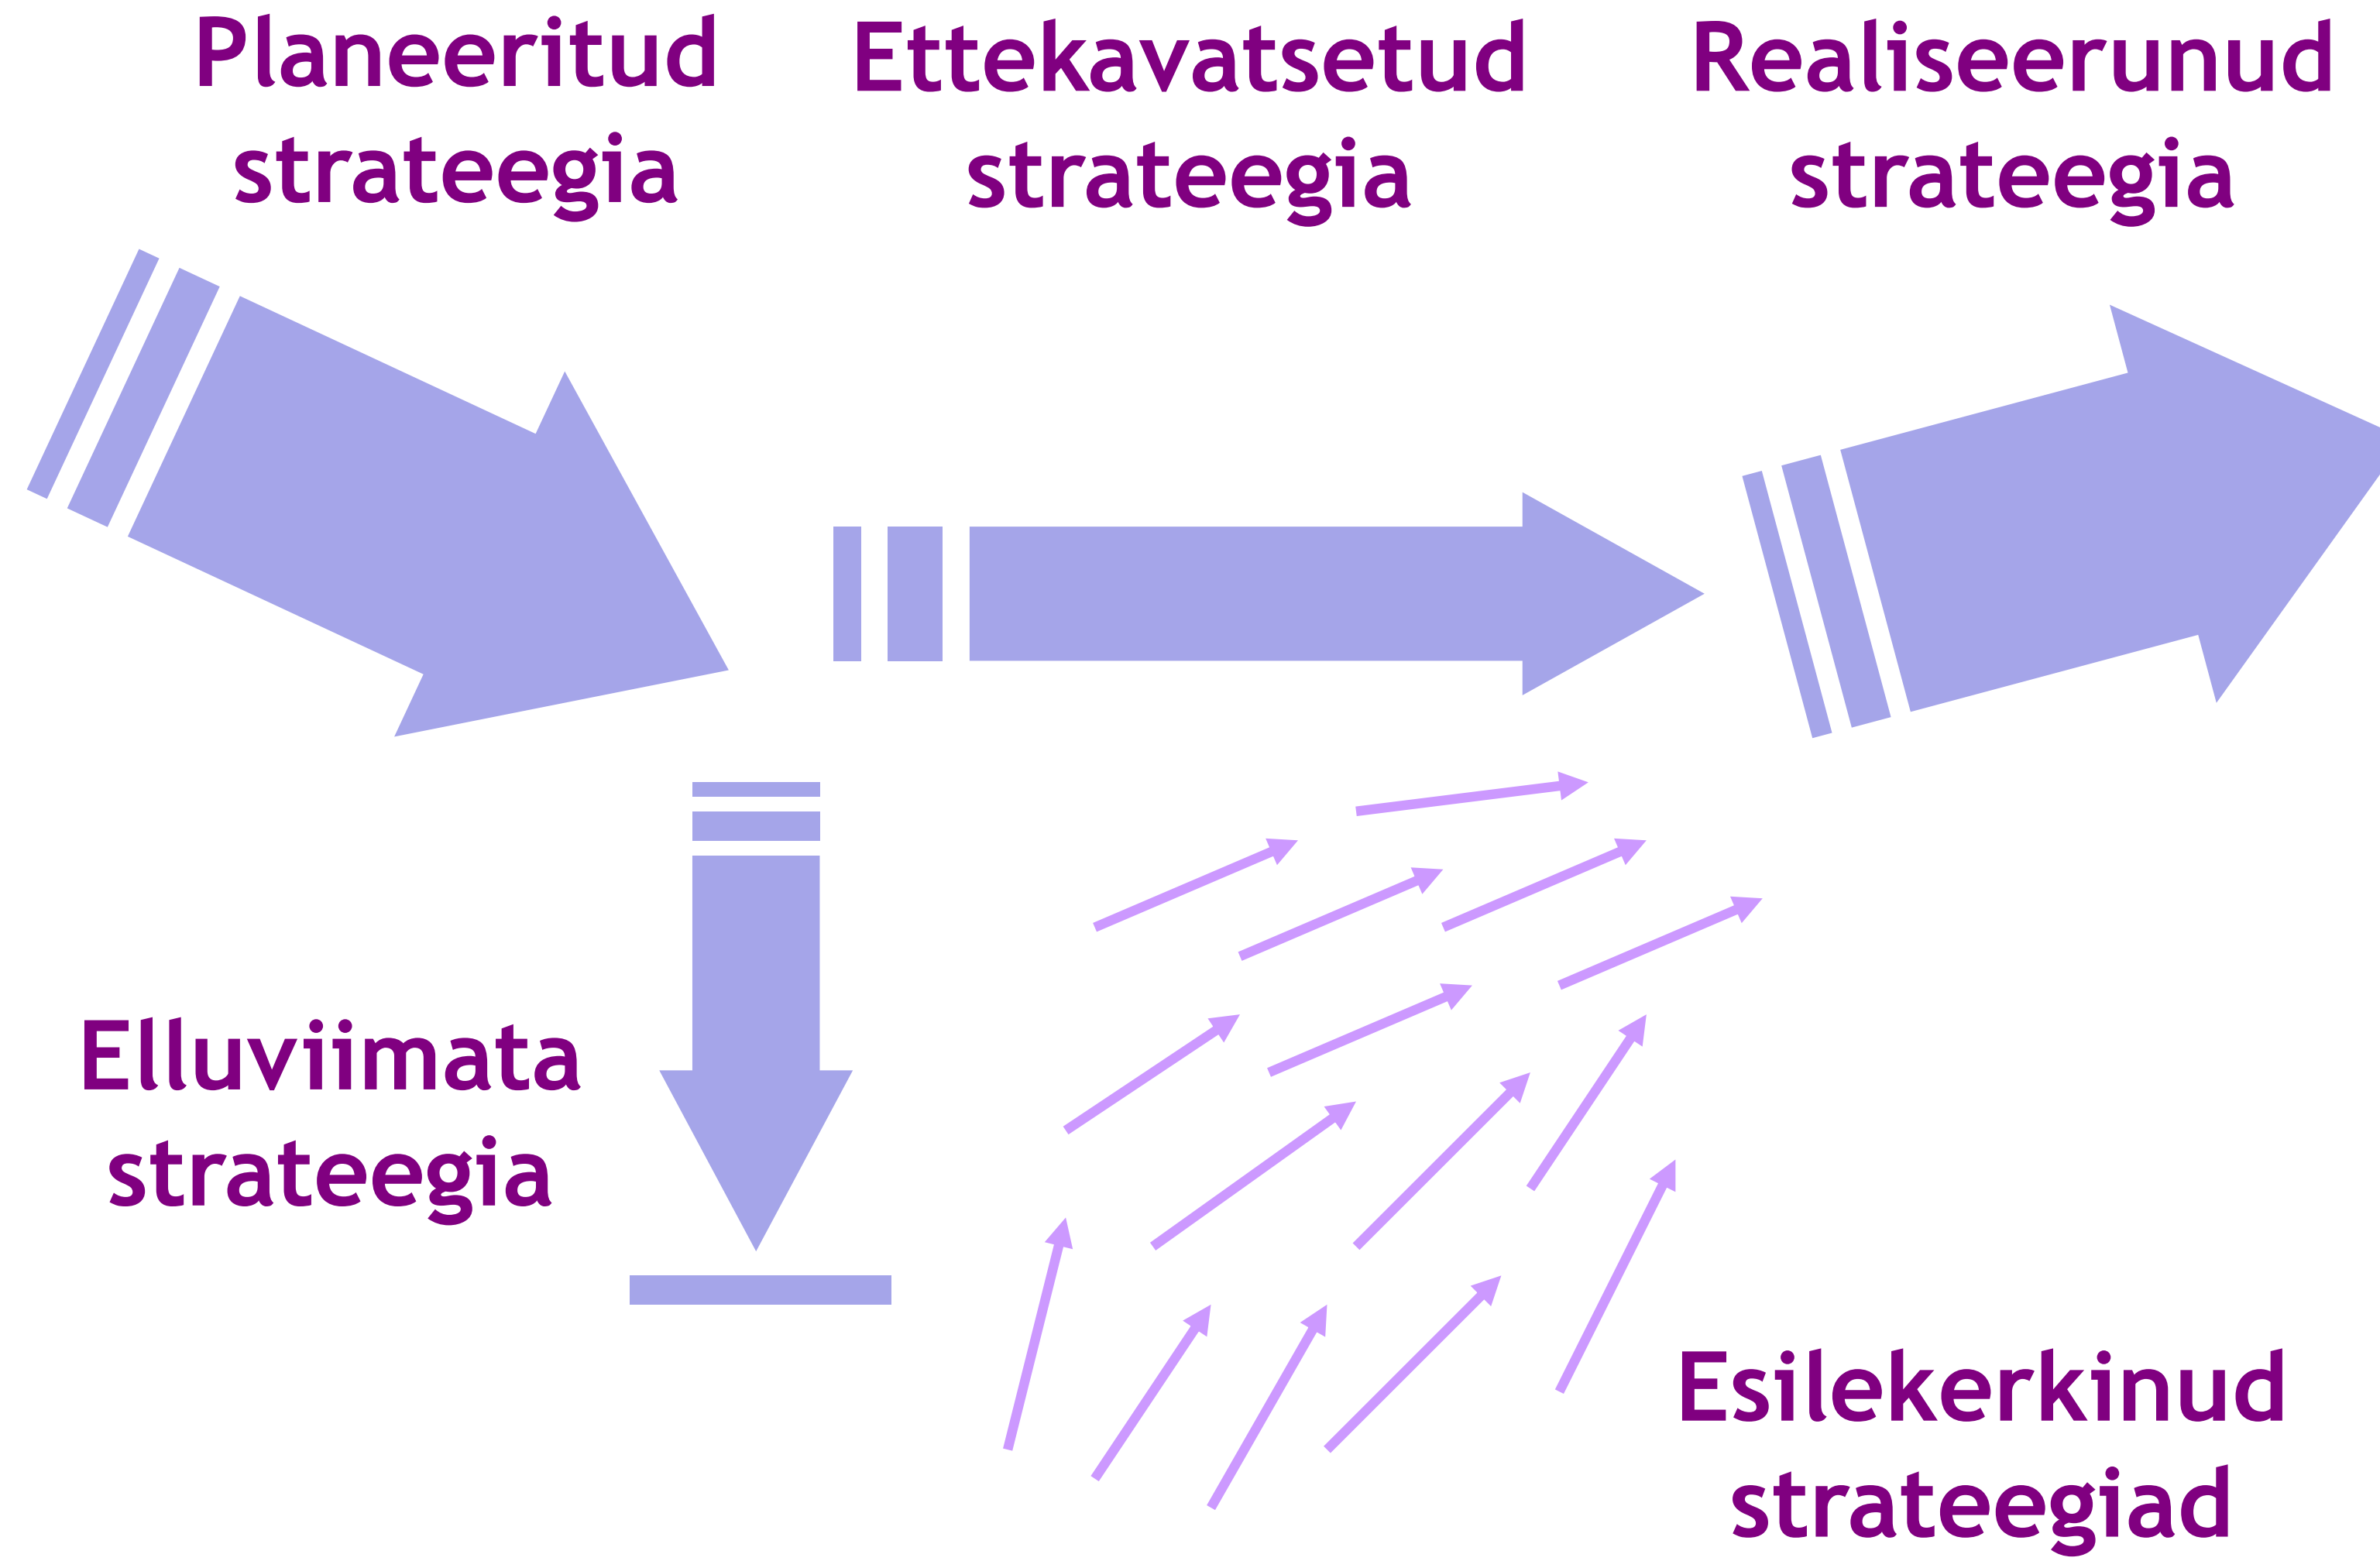 Planeeritud
strateegia
Ettekavatsetud
strateegia
Realiseerunud
strateegia
Elluviimata
strateegia
Esilekerkinud
strateegiad